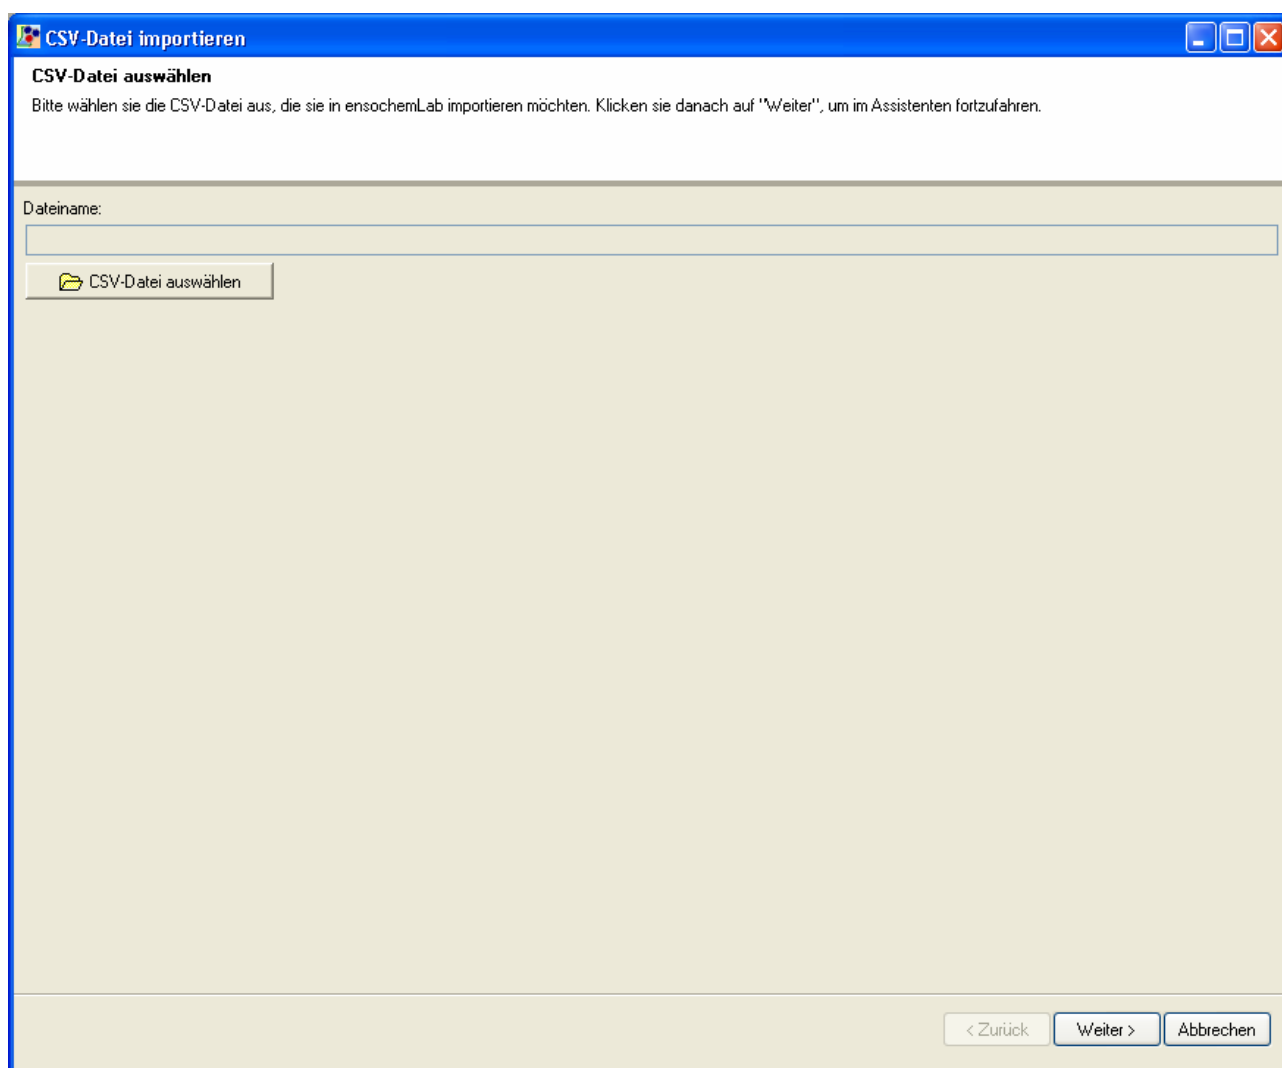 CSV-Datei importieren
CSV-Datei auswählen
Bitte wählen sie die CSV-Datei aus, die sie in ensochemLab importieren möchten. Klicken sie danach auf "Weiter", um im Assistenten fortzufahren.
Dateiname:
CSV-Datei auswählen
< Zurück Weiter > Abbrechen